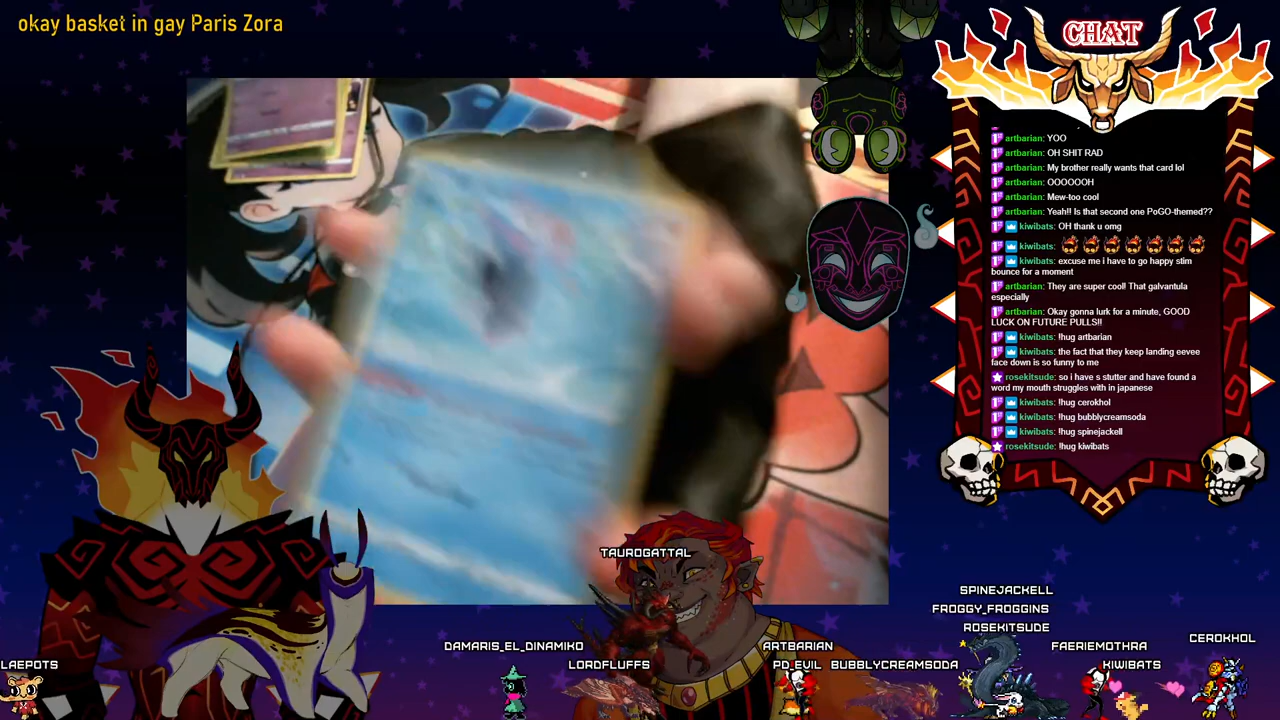 okay basket in gay Paris Zora
CHAT
artbarian: YOO
artbarian: OH SHIT RAD
artbarian: My brother really wants that card lol
artbarian: OOOOOOH
artbarian: Mew-too cool
artbarian: Yeah!! Is that second one PoGO-themed??
kiwibats: OH thank u omg
kiwibats:
kiwibats: excuse me i have to go happy stim
bounce for a moment
artbarian: They are super cool! That galvantula
especially
artbarian: Okay gonna lurk for a minute, GOOD
LUCK ON FUTURE PULLS!!
kiwibats: !hug artbarian
kiwibats: the fact that they keep landing eevee
face down is so funny to me
rosekitsude: so i have s stutter and have found a
word my mouth struggles with in japanese
kiwibats: !hug cerokhol
kiwibats: !hug bubblycreamsoda
kiwibats: !hug spinejackell
rosekitsude: !hug kiwibats
TAUROGATTAL
SPINEJACKELL
FROGGY_FROGGINS
ROSEKITSUDE
DAMARIS_EL_DINAMIKO
ARTBARIAN
FAERIEMOTHRA
CEROKHOL
LAEPOTS
LORDFLUFFS
PD_EVIL
BUBBLYCREAMSODA
KIWIBATS